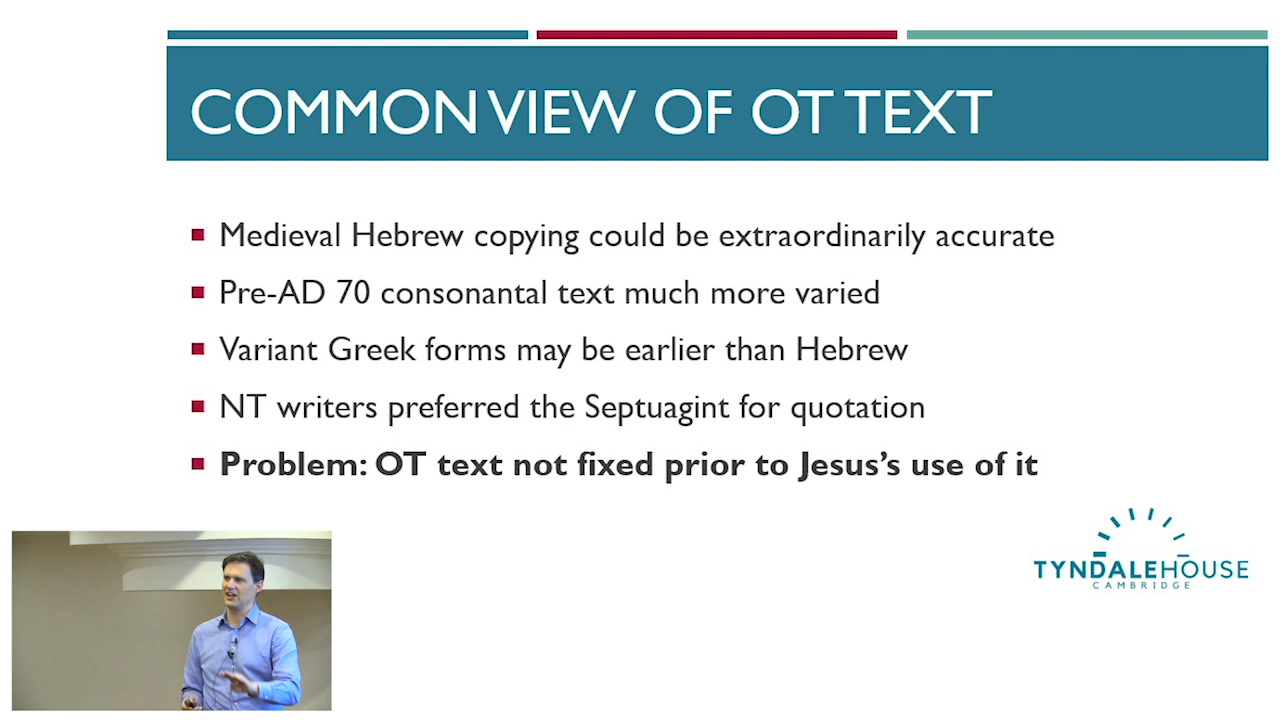 COMMON VIEW OF OT TEXT
Medieval Hebrew copying could be extraordinarily accurate
Pre-AD 70 consonantal text much more varied
Variant Greek forms may be earlier than Hebrew
NT writers preferred the Septuagint for quotation
Problem: OT text not fixed prior to Jesus’s use of it
TYNDALEHOUSE
CAMBRIDGE